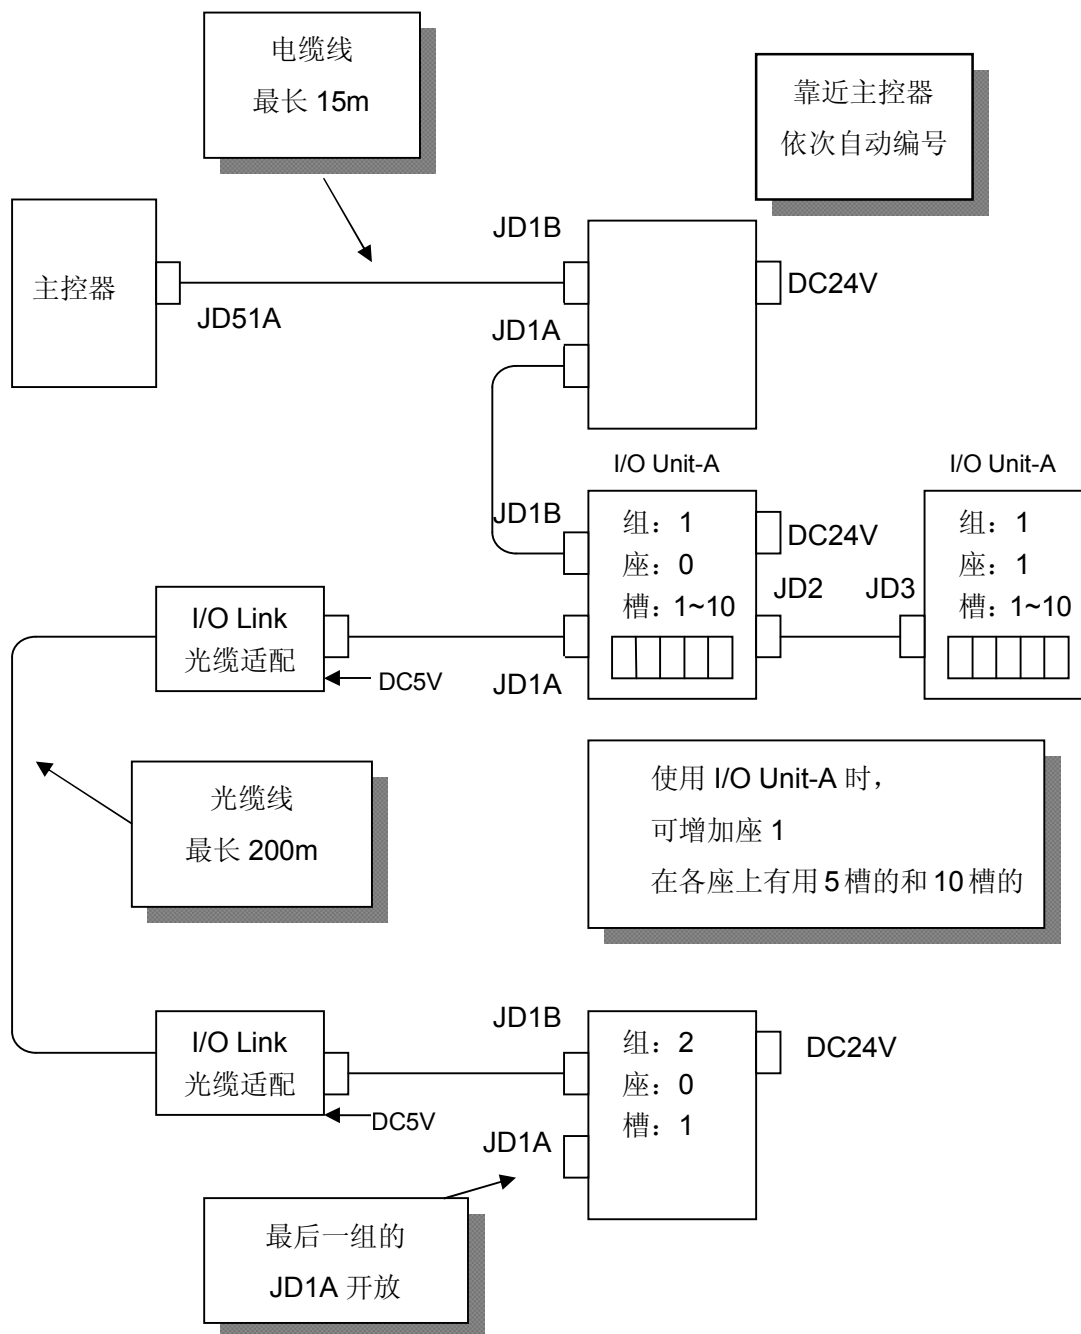 电缆线
最长 15m
靠近主控器
依次自动编号
主控器
JD51A
JD1B
JD1A
DC24V
I/O Unit-A
I/O Unit-A
JD1B
组：1
座：0
槽：1~10
DC24V
JD2
JD3
组：1
座：1
槽：1~10
I/O Link
光缆适配
DC5V
JD1A
光缆线
最长 200m
使用 I/O Unit-A 时，
可增加座 1
在各座上有用 5 槽的和 10 槽的
I/O Link
光缆适配
DC5V
JD1B
组：2
座：0
槽：1
DC24V
JD1A
最后一组的
JD1A 开放